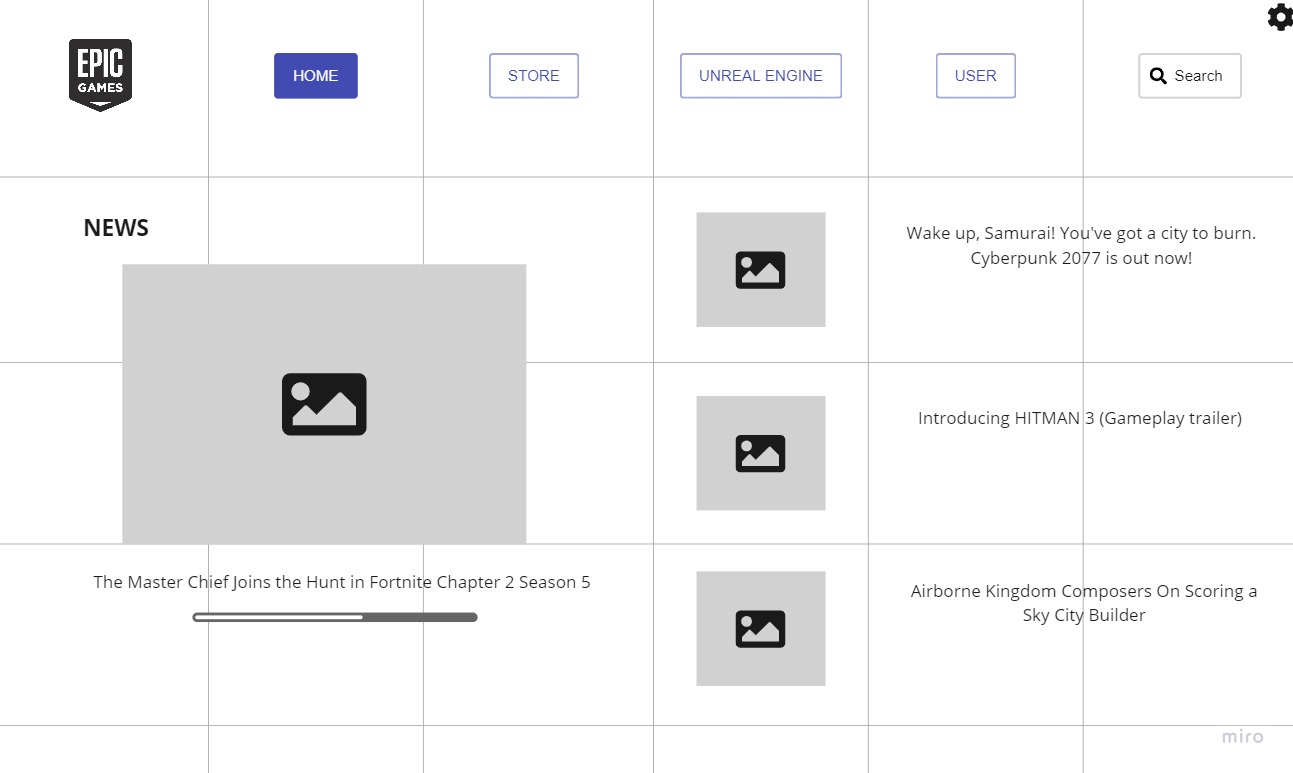 EPIC
GAMES
HOME
STORE
UNREAL ENGINE
USER
Search
NEWS
The Master Chief Joins the Hunt in Fortnite Chapter 2 Season 5
Wake up, Samurai! You've got a city to burn.
Cyberpunk 2077 is out now!
Introducing HITMAN 3 (Gameplay trailer)
Airborne Kingdom Composers On Scoring a
Sky City Builder
miro